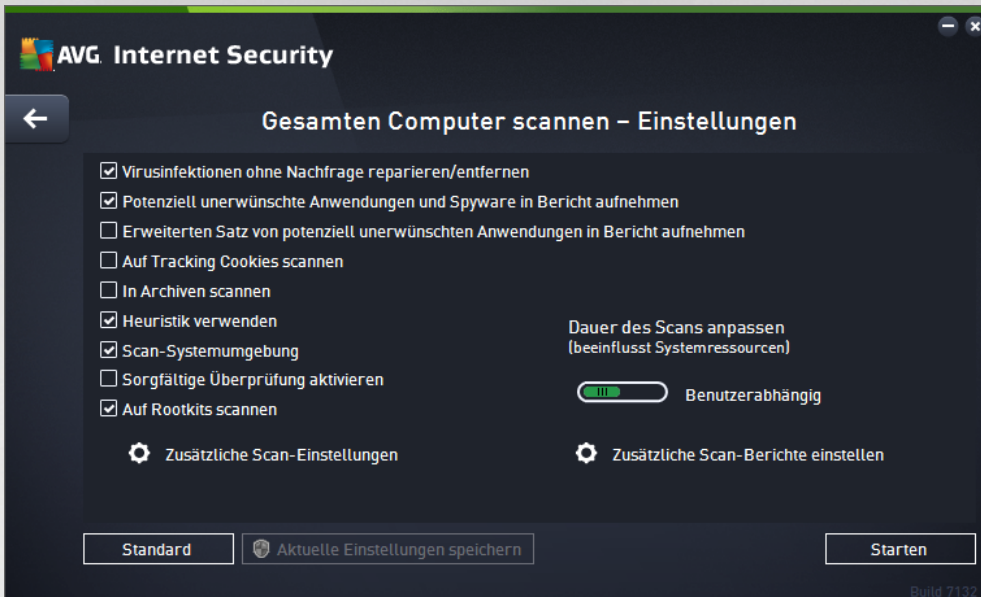 AVG. Internet Security
Gesamten Computer scannen – Einstellungen
Virusinfektionen ohne Nachfrage reparieren/entfernen
Potenziell unerwünschte Anwendungen und Spyware in Bericht aufnehmen
Erweiterten Satz von potenziell unerwünschten Anwendungen in Bericht aufnehmen
Auf Tracking Cookies scannen
In Archiven scannen
Heuristik verwenden
Scan-Systemumgebung
Sorgfältige Überprüfung aktivieren
Auf Rootkits scannen
Dauer des Scans anpassen
(beeinflusst Systemressourcen)
Benutzerabhängig
Zusätzliche Scan-Einstellungen
Zusätzliche Scan-Berichte einstellen
Standard
Aktuelle Einstellungen speichern
Starten
Build 7132